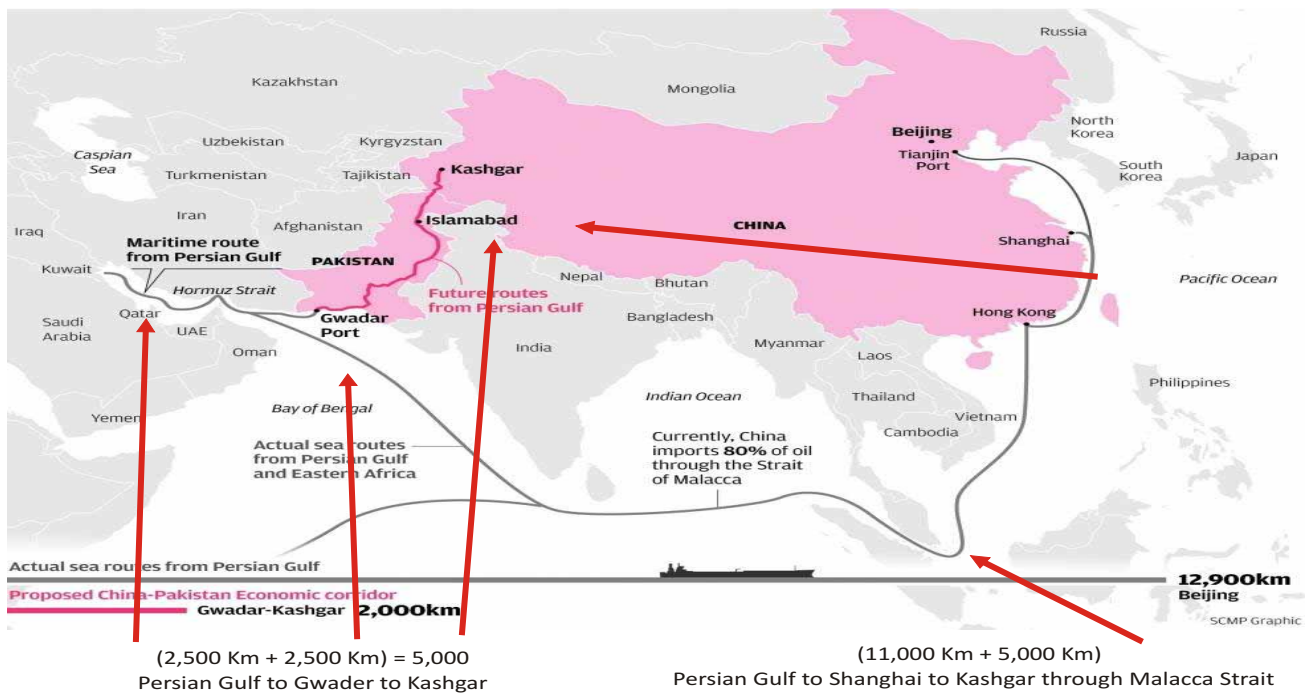 Russia
Kazakhstan
Mongolia
North
Korea
Beijing
Tianjin
Port
Uzbekistan
Kyrgyzstan
Caspian
Sea
Japan
South
Korea
Kashgar
Turkmenistan
Tajikistan
Iran
Afghanistan
Islamabad
CHINA
Iraq
Shanghai
Maritime route
from Persian Gulf
PAKISTAN
Kuwait
Nepal
Bhutan
Pacific Ocean
Hormuz Strait
Future routes
from Persian Gulf
Qatar
Gwadar
Port
Bangladesh
Hong Kong
Saudi
Arabia
UAE
Oman
India
Myanmar
Laos
Philippines
Thailand
Yemen
Bay of Bengal
Indian Ocean
Vietnam
Cambodia
Actual sea routes
from Persian Gulf
and Eastern Africa
Currently, China
imports 80% of oil
through the Strait
of Malacca
Actual sea routes from Persian Gulf
12,900km
Beijing
Proposed China-Pakistan Economic corridor
Gwadar-Kashgar 2,000km
SCMP Graphic
(2,500 Km + 2,500 Km) = 5,000
Persian Gulf to Gwader to Kashgar
(11,000 Km + 5,000 Km)
Persian Gulf to Shanghai to Kashgar through Malacca Strait